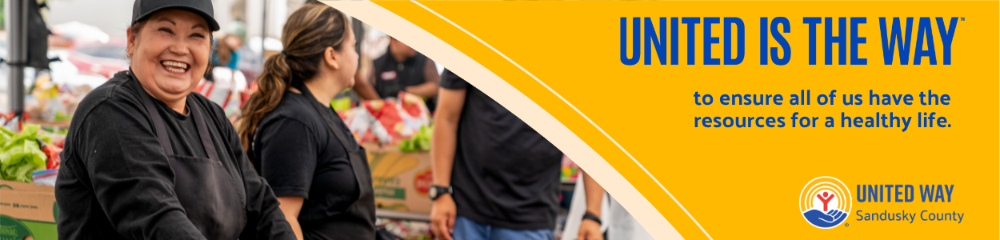 UNITED IS THE WAY™
to ensure all of us have the
resources for a healthy life.
UNITED WAY
Sandusky County
®